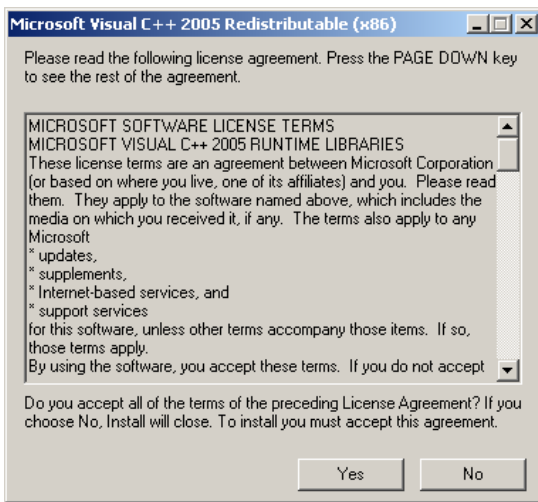 Microsoft Visual C++ 2005 Redistributable (x86)
Please read the following license agreement. Press the PAGE DOWN key
to see the rest of the agreement.
MICROSOFT SOFTWARE LICENSE TERMS
MICROSOFT VISUAL C++ 2005 RUNTIME LIBRARIES
These license terms are an agreement between Microsoft Corporation
(or based on where you live, one of its affiliates) and you. Please read
them. They apply to the software named above, which includes the
media on which you received it, if any. The terms also apply to any
Microsoft
* updates,
* supplements,
* Internet-based services, and
* support services
for this software, unless other terms accompany those items. If so,
those terms apply.
By using the software, you accept these terms. If you do not accept
Do you accept all of the terms of the preceding License Agreement? If you
choose No, Install will close. To install you must accept this agreement.
Yes No